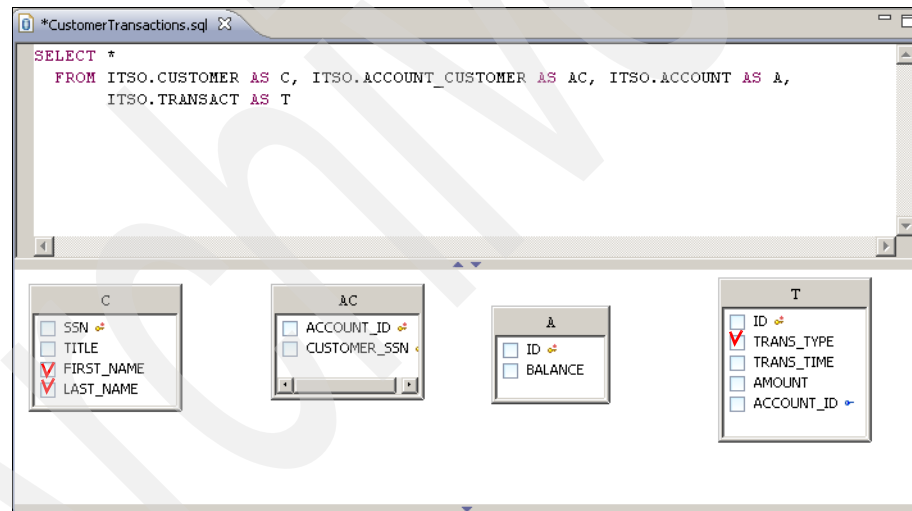 *CustomerTransactions.sql
SELECT *
FROM ITSO.CUSTOMER AS C, ITSO.ACCOUNT_CUSTOMER AS AC, ITSO.ACCOUNT AS A,
ITSO.TRANSACT AS T
C
SSN
TITLE
FIRST_NAME
LAST_NAME
AC
ACCOUNT_ID
CUSTOMER_SSN
A
ID
BALANCE
T
ID
TRANS_TYPE
TRANS_TIME
AMOUNT
ACCOUNT_ID